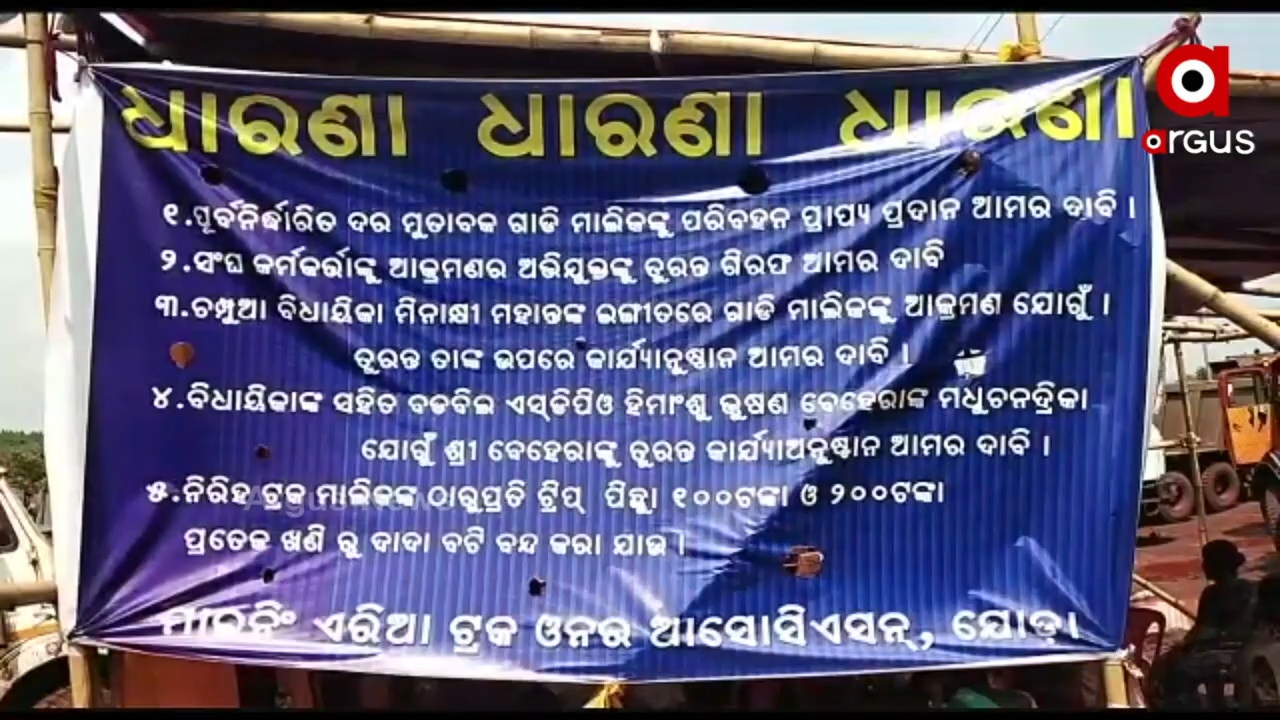 ଧାରଣା ଧାରଣା ଧାରଣା
୧.ପୂର୍ବନିର୍ଦ୍ଧାରିତ ଦର ମୁତାବକ ଗାଡି ମାଲିକଙ୍କୁ ପରିବହନ ପ୍ରାପ୍ୟ ପ୍ରଦାନ ଆମର ଦାବି ।
୨.ସଂଘ କର୍ମକର୍ତ୍ତାଙ୍କୁ ଆକ୍ରମଣର ଅଭିଯୁକ୍ତଙ୍କୁ ତୁରନ୍ତ ଗିରଫ ଆମର ଦାବି
୩.ଚମ୍ପୁଆ ବିଧାୟିକା ମିନାକ୍ଷୀ ମହାନ୍ତଙ୍କ ଇଙ୍ଗୀତରେ ଗାଡି ମାଲିକଙ୍କୁ ଆକ୍ରମଣ ଯୋଗୁଁ ।
ତୁରନ୍ତ ତାଙ୍କ ଉପରେ କାର୍ଯ୍ୟାନୁଷ୍ଠାନ ଆମର ଦାବି ।
୪.ବିଧାୟିକାଙ୍କ ସହିତ ବଡବିଲ ଏସ୍‌ଡିପିଓ ହିମାଂଶୁ ଭୁଷଣ ବେହେରାଙ୍କ ମଧୁଚନଦ୍ରିକା
ଯୋଗୁଁ ଶ୍ରୀ ବେହେରାଙ୍କୁ ତୁରନ୍ତ କାର୍ଯ୍ୟାଅନୁଷ୍ଠାନ ଆମର ଦାବି ।
୫.ନିରିହ ଟ୍ରକ ମାଲିକଙ୍କ ଠାରୁପ୍ରତି ଟ୍ରିପ୍ ପିଛା ୧୦୦ଟଙ୍କା ଓ ୨୦୦ଟଙ୍କା
ପ୍ରତେକ ଖଣି ରୁ ଦାଦା ବଟି ବନ୍ଦ କରା ଯାଉ ।
ମାଇନିଂ ଏରିଆ ଟ୍ରକ ଓନର ଆସୋସିଏସନ୍, ଯୋଡ଼ା
argus
Argus News